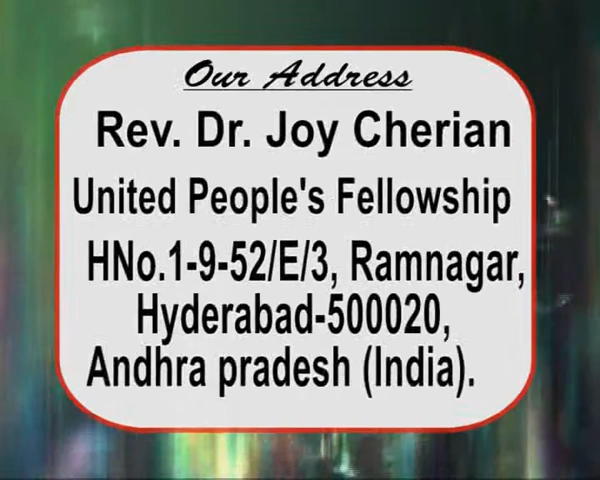 Our Address
Rev. Dr. Joy Cherian
United People's Fellowship
HNo.1-9-52/E/3, Ramnagar,
Hyderabad-500020,
Andhra pradesh (India).